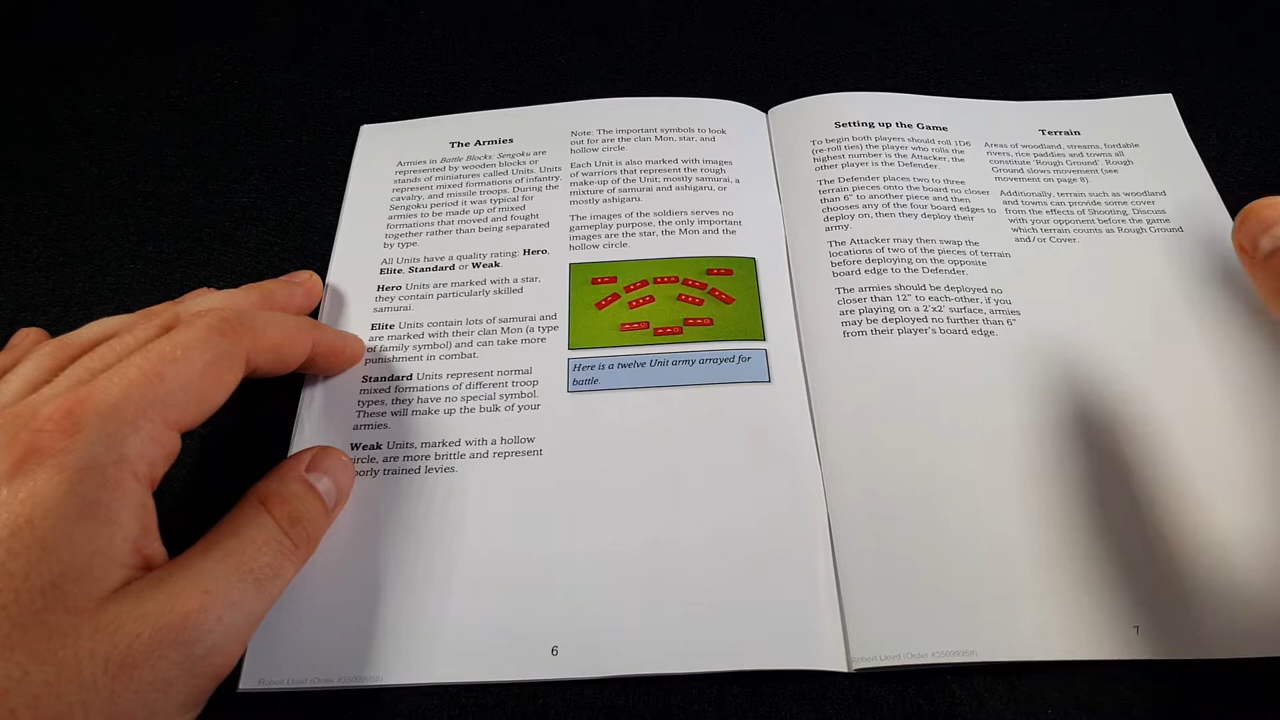 The Armies
Armies in Battle Blocks: Sengoku are
represented by wooden blocks or
stands of miniatures called Units. Units
represent mixed formations of infantry,
cavalry, and missile troops. During the
Sengoku period it was typical for
armies to be made up of mixed
formations that moved and fought
together rather than being separated
by type.
All Units have a quality rating: Hero,
Elite, Standard or Weak.
Hero Units are marked with a star,
they contain particularly skilled
samurai.
Elite Units contain lots of samurai and
are marked with their clan Mon (a type
of family symbol) and can take more
punishment in combat.
Standard Units represent normal
mixed formations of different troop
types, they have no special symbol.
These will make up the bulk of your
armies.
Weak Units, marked with a hollow
circle, are more brittle and represent
poorly trained levies.
Note: The important symbols to look
out for are the clan Mon, star, and
hollow circle.
Each Unit is also marked with images
of warriors that represent the rough
make-up of the Unit; mostly samurai, a
mixture of samurai and ashigaru, or
mostly ashigaru.
The images of the soldiers serves no
gameplay purpose, the only important
images are the star, the Mon and the
hollow circle.
Here is a twelve Unit army arrayed for
battle.
6
Robert Lloyd (Order
Setting up the Game
To begin both players should roll 1D6
(re-roll ties) the player who rolls the
highest number is the Attacker, the
other player is the Defender.
The Defender places two to three
terrain pieces onto the board no closer
than 6" to another piece and then
chooses any of the four board edges to
deploy on, then they deploy their
army.
The Attacker may then swap the
locations of two of the pieces of terrain
before deploying on the opposite
board edge to the Defender.
The armies should be deployed no
closer than 12" to each-other, if you
are playing on a 2'x2' surface, armies
may be deployed no further than 6"
from their player's board edge.
Terrain
Areas of woodland, streams, fordable
rivers, rice paddies and towns all
constitute 'Rough Ground'. Rough
Ground slows movement (see
movement on page 8).
Additionally, terrain such as woodland
and towns can provide some cover
from the effects of Shooting. Discuss
with your opponent before the game
which terrain counts as Rough Ground
and/or Cover.
7
Robert Lloyd (Order